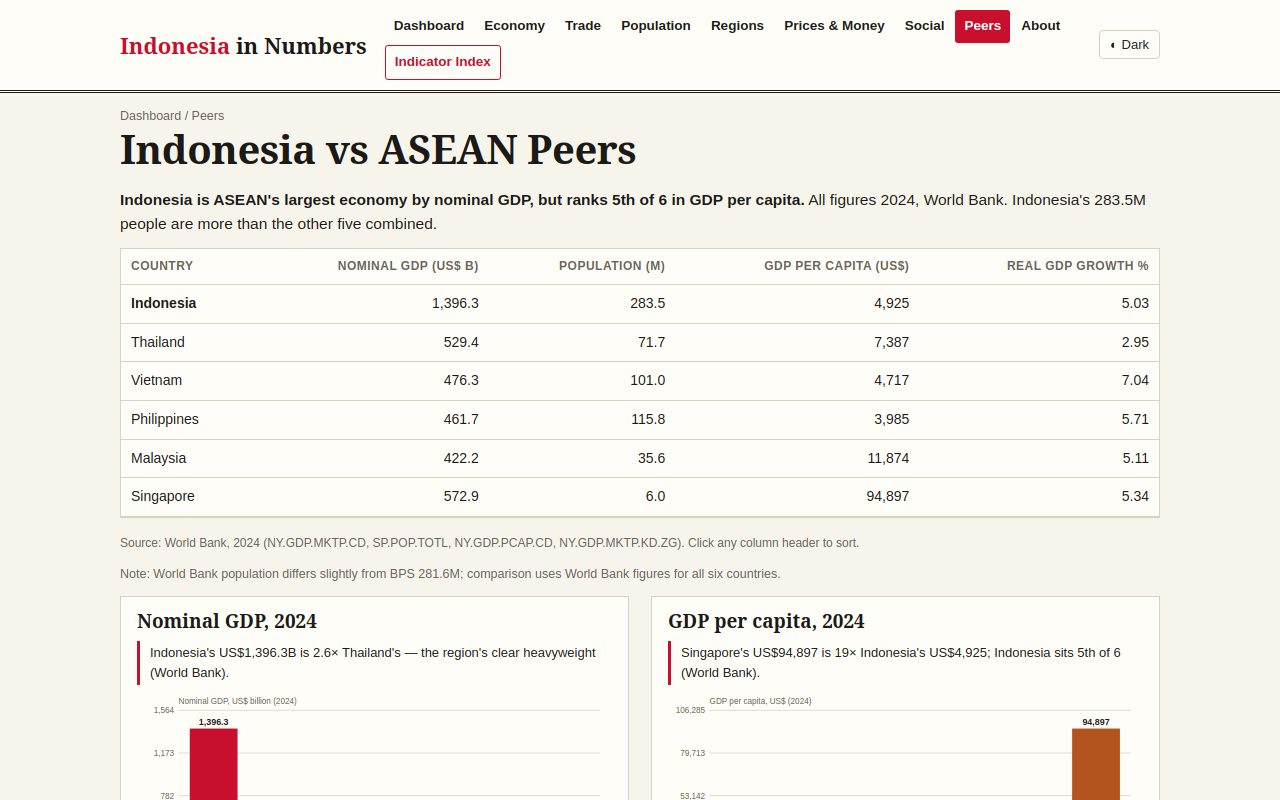 Indonesia in Numbers
Dashboard Economy Trade Population Regions Prices & Money Social Peers About
Indicator Index
Dark
Dashboard / Peers
Indonesia vs ASEAN Peers
Indonesia is ASEAN's largest economy by nominal GDP, but ranks 5th of 6 in GDP per capita. All figures 2024, World Bank. Indonesia's 283.5M
people are more than the other five combined.
COUNTRY NOMINAL GDP (US$ B) POPULATION (M) GDP PER CAPITA (US$) REAL GDP GROWTH %
Indonesia 1,396.3 283.5 4,925 5.03
Thailand 529.4 71.7 7,387 2.95
Vietnam 476.3 101.0 4,717 7.04
Philippines 461.7 115.8 3,985 5.71
Malaysia 422.2 35.6 11,874 5.11
Singapore 572.9 6.0 94,897 5.34
Source: World Bank, 2024 (NY.GDP.MKTP.CD, SP.POP.TOTL, NY.GDP.PCAP.CD, NY.GDP.MKTP.KD.ZG). Click any column header to sort.
Note: World Bank population differs slightly from BPS 281.6M; comparison uses World Bank figures for all six countries.
Nominal GDP, 2024
Indonesia's US$1,396.3B is 2.6× Thailand's — the region's clear heavyweight
(World Bank).
Nominal GDP, US$ billion (2024)
1,564
1,396.3
1,173
782
GDP per capita, 2024
Singapore's US$94,897 is 19× Indonesia's US$4,925; Indonesia sits 5th of 6
(World Bank).
GDP per capita, US$ (2024)
106,285
94,897
79,713
53,142